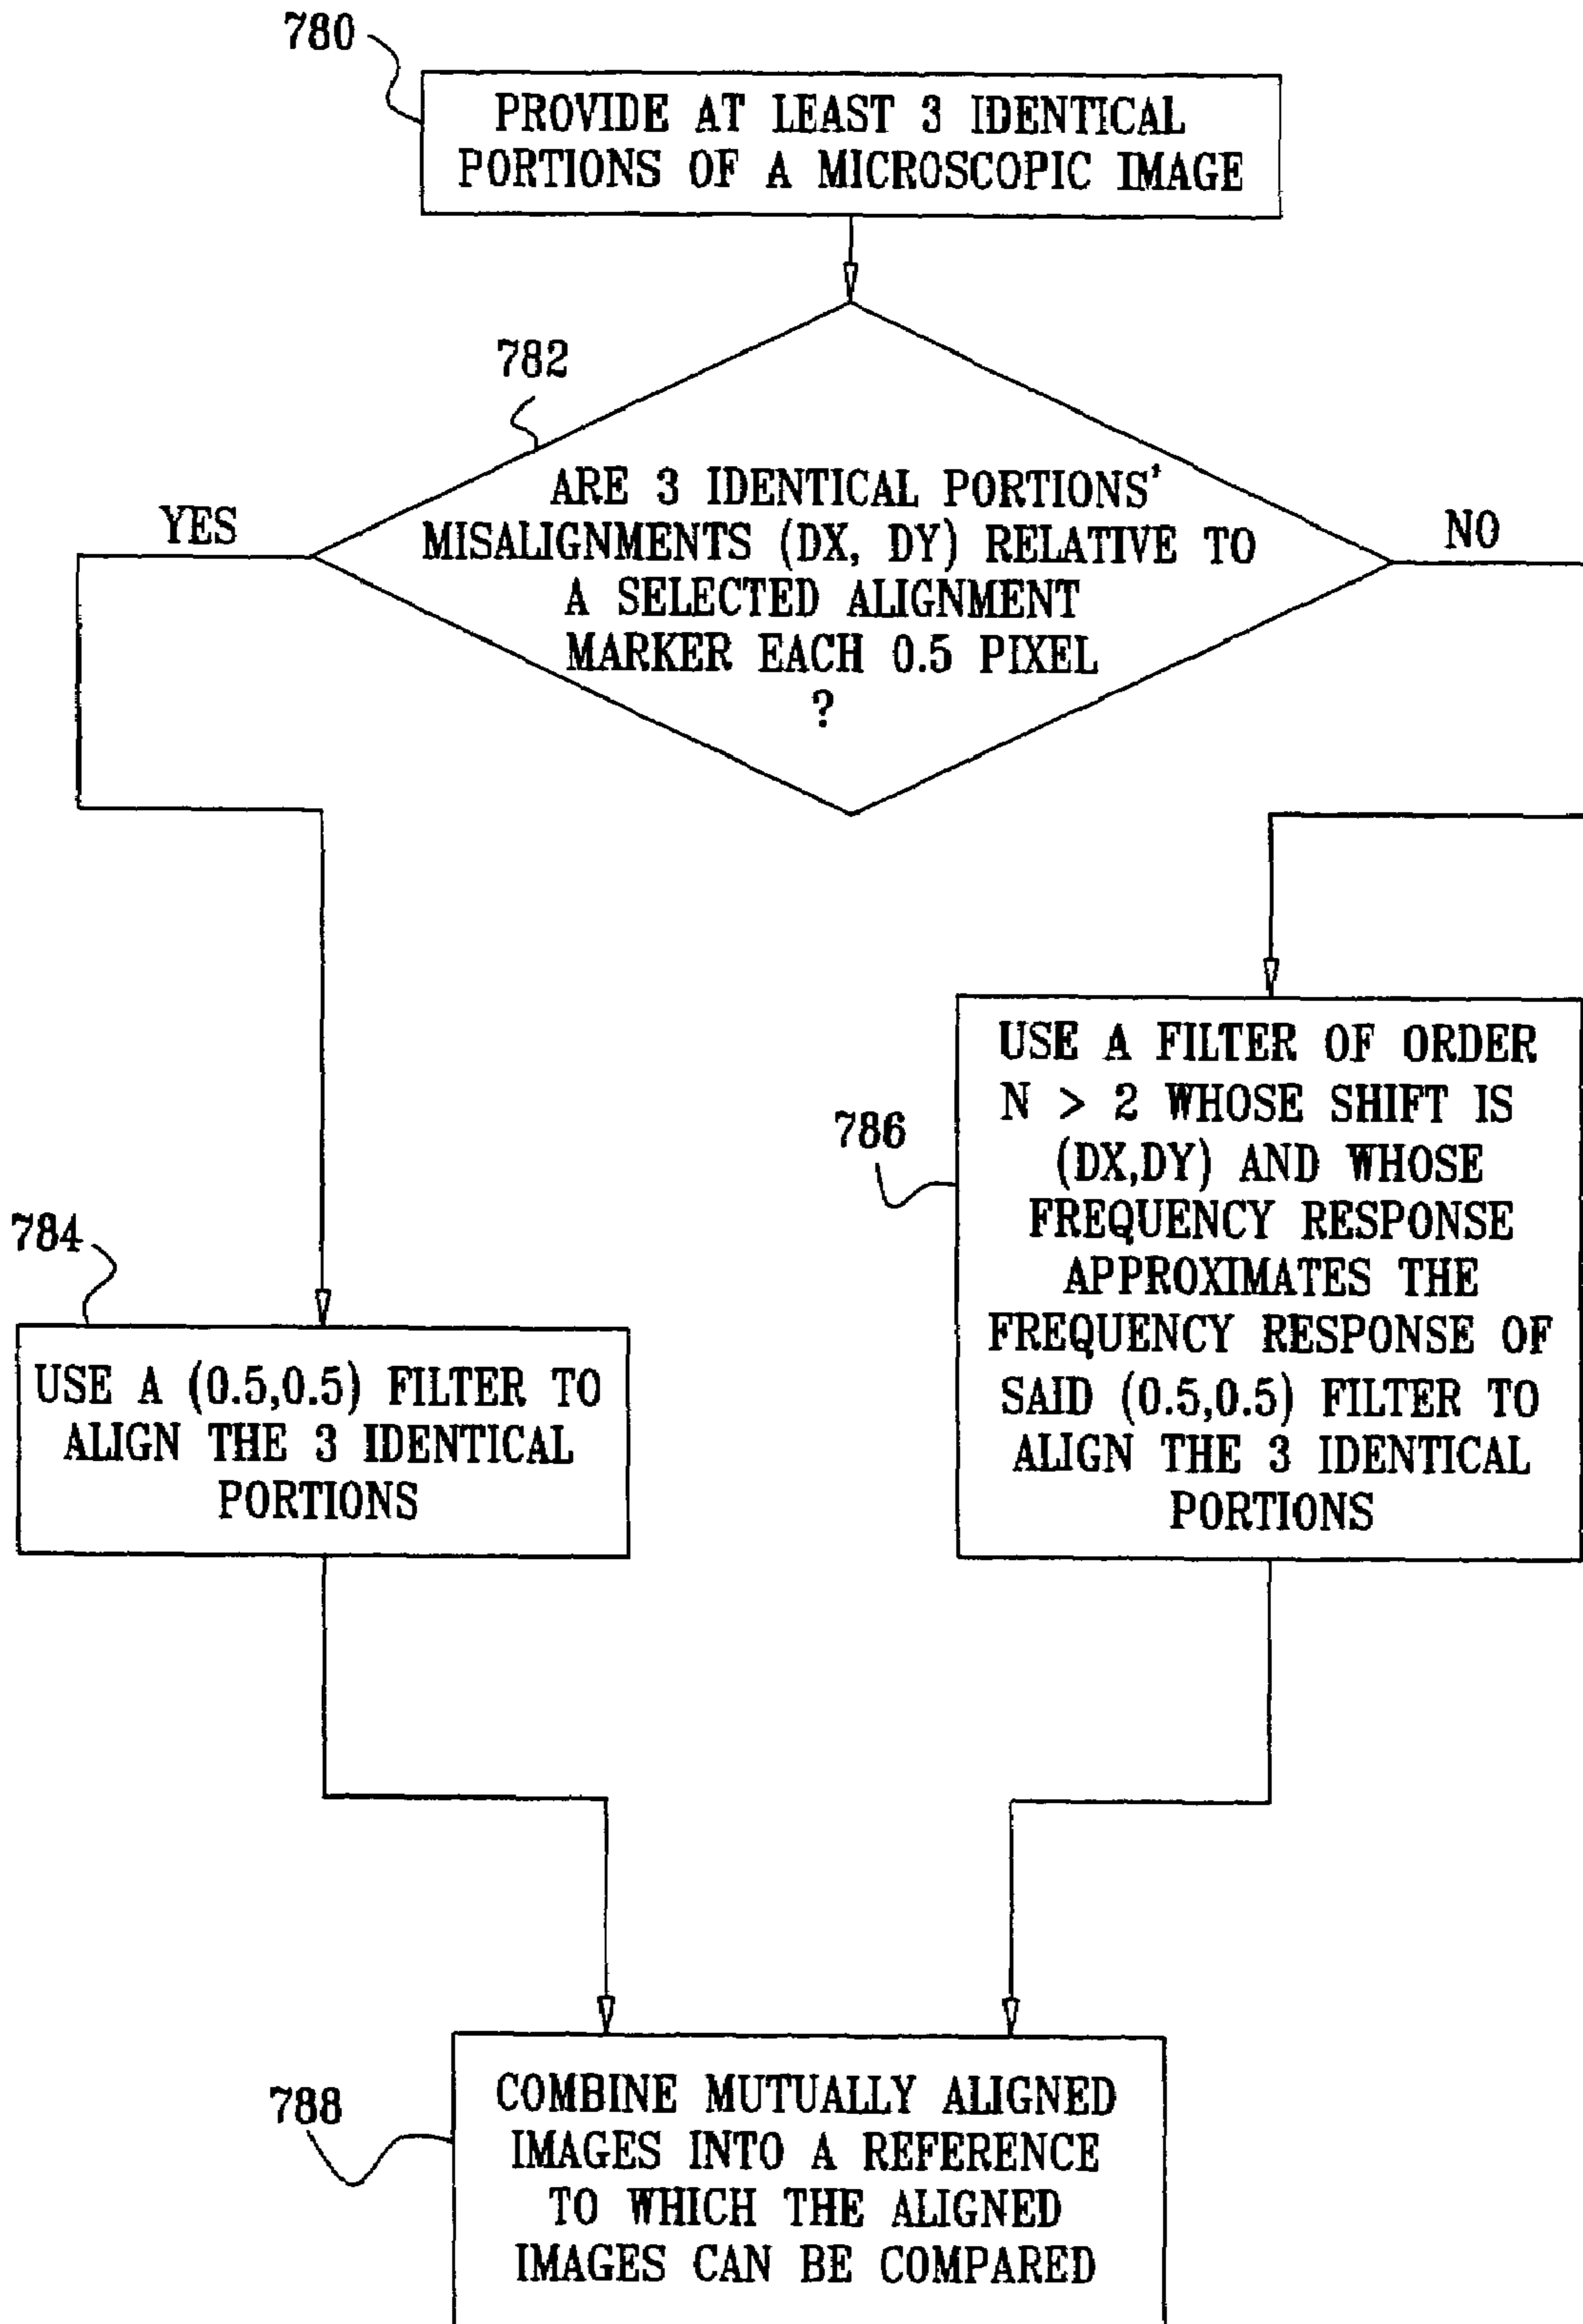 780
PROVIDE AT LEAST 3 IDENTICAL
PORTIONS OF A MICROSCOPIC IMAGE
782
ARE 3 IDENTICAL PORTIONS'
MISALIGNMENTS (DX, DY) RELATIVE TO
A SELECTED ALIGNMENT
MARKER EACH 0.5 PIXEL
?
YES
NO
784
USE A (0.5,0.5) FILTER TO
ALIGN THE 3 IDENTICAL
PORTIONS
786
USE A FILTER OF ORDER
N > 2 WHOSE SHIFT IS
(DX,DY) AND WHOSE
FREQUENCY RESPONSE
APPROXIMATES THE
FREQUENCY RESPONSE OF
SAID (0.5,0.5) FILTER TO
ALIGN THE 3 IDENTICAL
PORTIONS
788
COMBINE MUTUALLY ALIGNED
IMAGES INTO A REFERENCE
TO WHICH THE ALIGNED
IMAGES CAN BE COMPARED